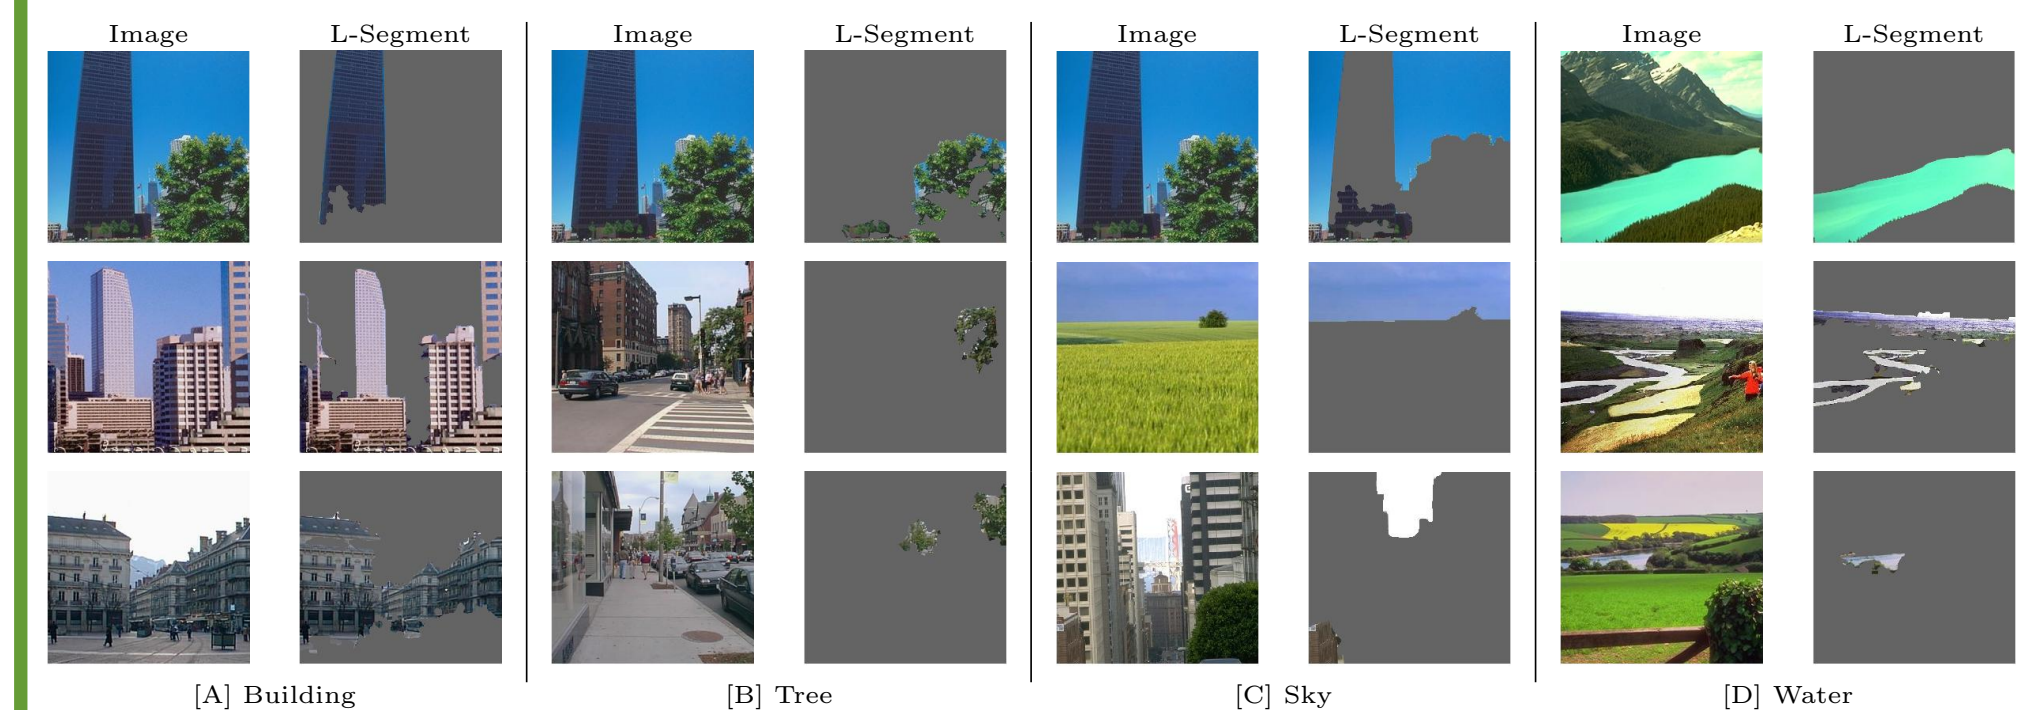 Image L-Segment Image L-Segment Image L-Segment Image L-Segment
[A] Building [B] Tree [C] Sky [D] Water